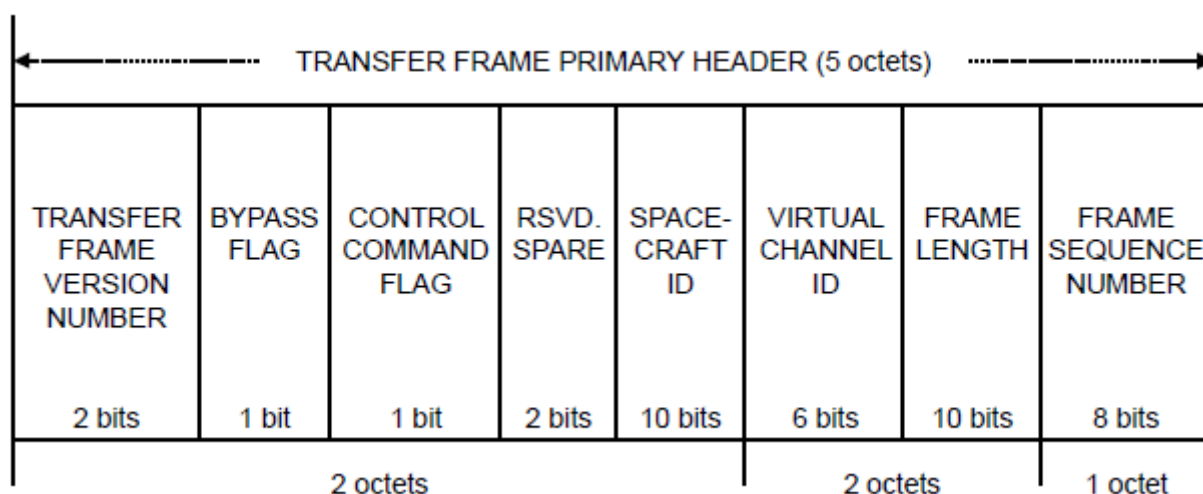 TRANSFER FRAME PRIMARY HEADER (5 octets)
TRANSFER
FRAME
VERSION
NUMBER
2 bits
BYPASS
FLAG
1 bit
CONTROL
COMMAND
FLAG
1 bit
RSVD.
SPARE
2 bits
SPACE-
CRAFT
ID
10 bits
VIRTUAL
CHANNEL
ID
6 bits
FRAME
LENGTH
10 bits
FRAME
SEQUENCE
NUMBER
8 bits
2 octets
2 octets
1 octet